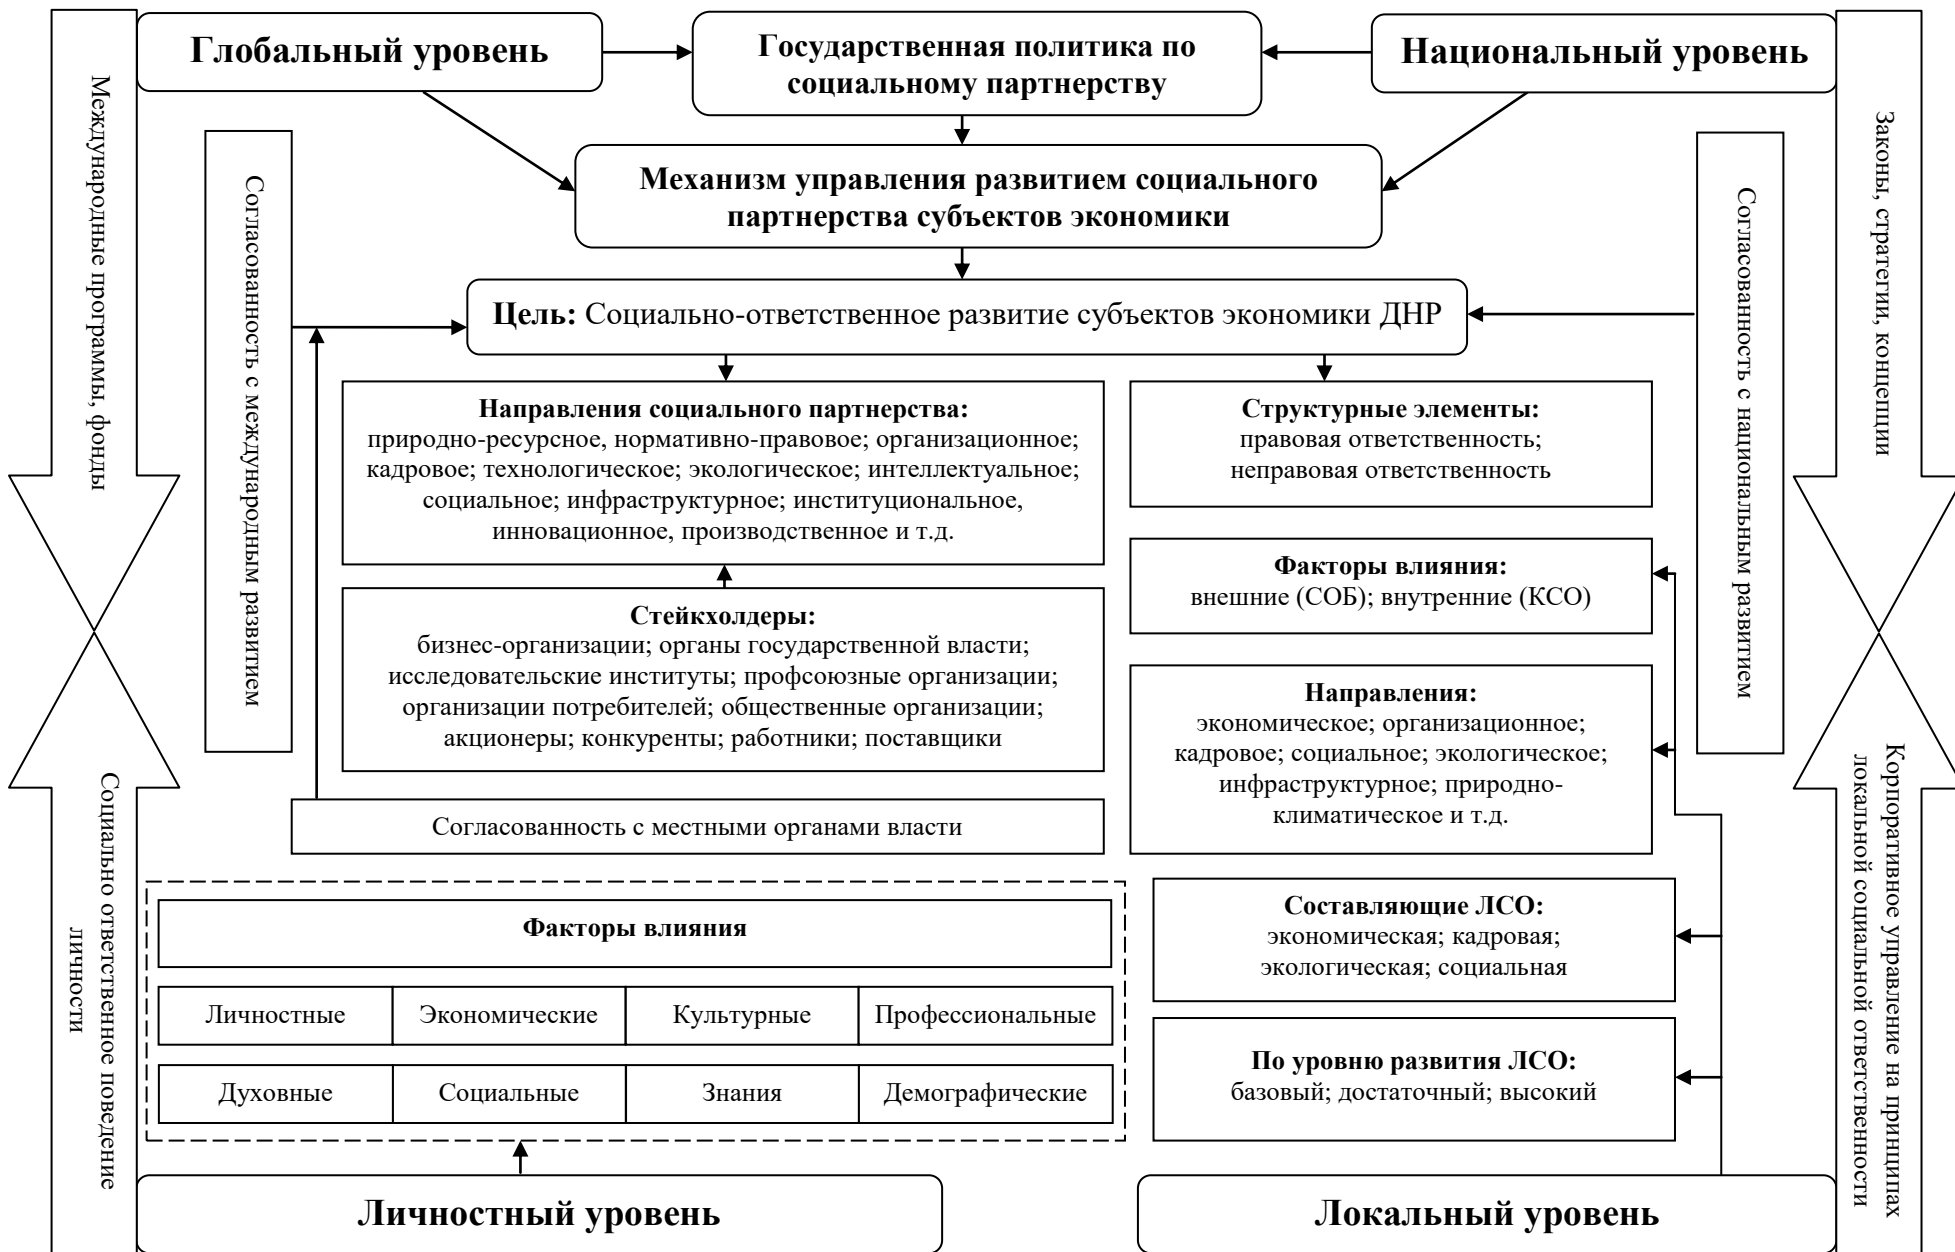 Глобальный уровень
Государственная политика по
социальному партнерству
Национальный уровень
Международные программы, фонды
Законы, стратегии, концепции
Механизм управления развитием социального
партнерства субъектов экономики
Согласованность с международным развитием
Согласованность с национальным развитием
Цель: Социально-ответственное развитие субъектов экономики ДНР
Направления социального партнерства:
природно-ресурсное, нормативно-правовое; организационное;
кадровое; технологическое; экологическое; интеллектуальное;
социальное; инфраструктурное; институциональное,
инновационное, производственное и т.д.
Структурные элементы:
правовая ответственность;
неправовая ответственность
Факторы влияния:
внешние (СОБ); внутренние (КСО)
Стейкхолдеры:
бизнес-организации; органы государственной власти;
исследовательские институты; профсоюзные организации;
организации потребителей; общественные организации;
акционеры; конкуренты; работники; поставщики
Направления:
экономическое; организационное;
кадровое; социальное; экологическое;
инфраструктурное; природно-
климатическое и т.д.
Согласованность с местными органами власти
Социально ответственное поведение
личности
Корпоративное управление на принципах
локальной социальной ответственности
Факторы влияния
Личностные
Экономические
Культурные
Профессиональные
Духовные
Социальные
Знания
Демографические
Составляющие ЛСО:
экономическая; кадровая;
экологическая; социальная
По уровню развития ЛСО:
базовый; достаточный; высокий
Личностный уровень
Локальный уровень